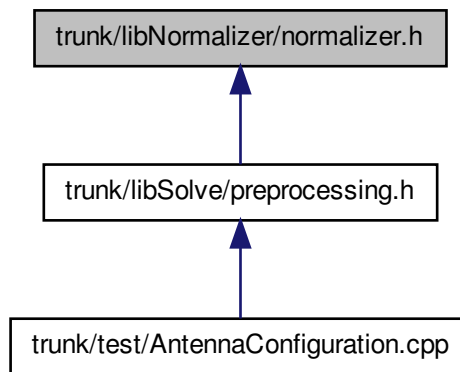 trunk/libNormalizer/normalizer.h
trunk/libSolve/preprocessing.h
trunk/test/AntennaConfiguration.cpp